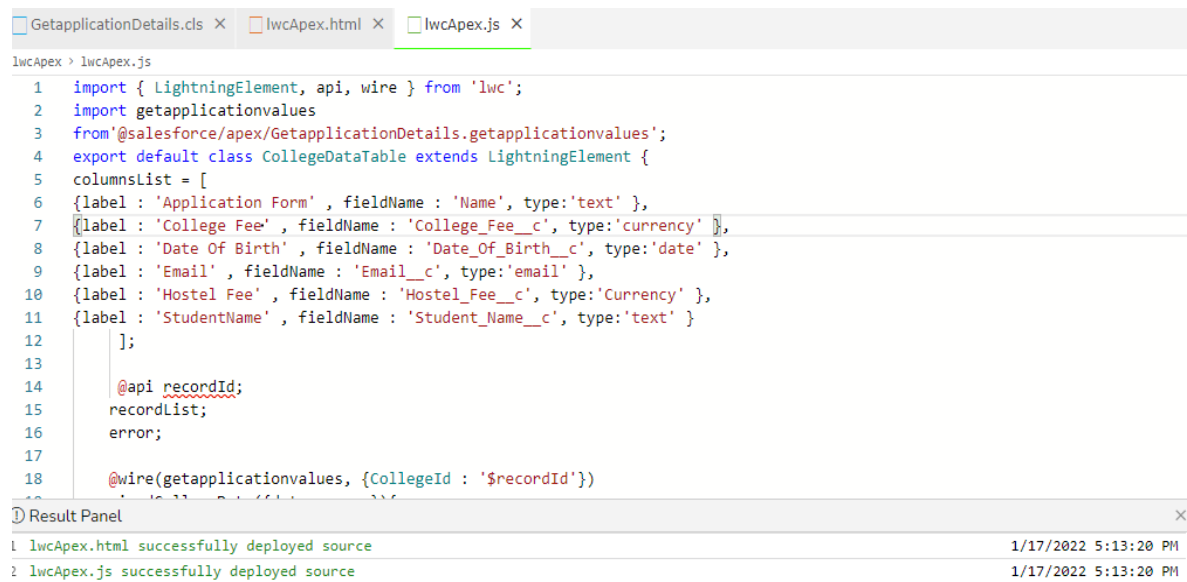 GetapplicationDetails.cls × lwcApex.html × lwcApex.js ×
lwcApex > lwcApex.js
1 import { LightningElement, api, wire } from 'lwc';
2 import getapplicationvalues
3 from'@salesforce/apex/GetapplicationDetails.getapplicationvalues';
4 export default class CollegeDataTable extends LightningElement {
5 columnsList = [
6 {label : 'Application Form' , fieldName : 'Name', type:'text' },
7 {label : 'College Fee' , fieldName : 'College_Fee__c', type:'currency' },
8 {label : 'Date Of Birth' , fieldName : 'Date_Of_Birth__c', type:'date' },
9 {label : 'Email' , fieldName : 'Email__c', type:'email' },
10 {label : 'Hostel Fee' , fieldName : 'Hostel_Fee__c', type:'Currency' },
11 {label : 'StudentName' , fieldName : 'Student_Name__c', type:'text' }
12 ];
13
14 @api recordId;
15 recordList;
16 error;
17
18 @wire(getapplicationvalues, {CollegeId : '$recordId'})
Result Panel ×
1 lwcApex.html successfully deployed source 1/17/2022 5:13:20 PM
2 lwcApex.js successfully deployed source 1/17/2022 5:13:20 PM